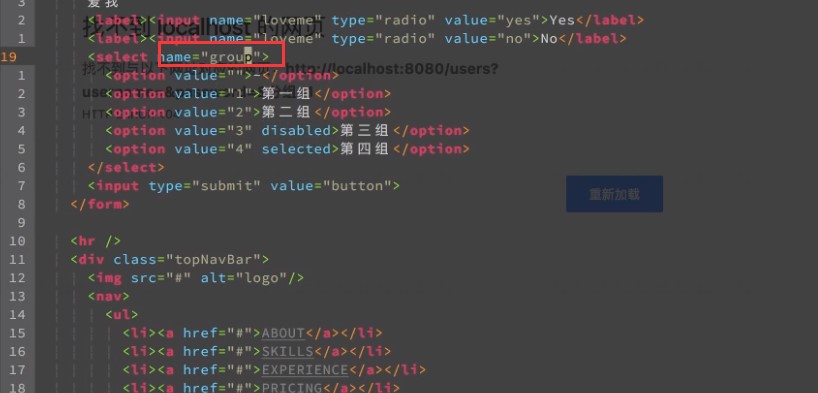 3 爱我
2 <label><input name="loveme" type="radio" value="yes">Yes</label>
1 <label><input name="loveme" type="radio" value="no">No</label>
19 <select name="group">
1 <option value="">-</option>
2 <option value="1">第一组</option>
3 <option value="2">第二组</option>
4 <option value="3" disabled>第三组</option>
5 <option value="4" selected>第四组</option>
6 </select>
7 <input type="submit" value="button">
8 </form>
9
10 <hr />
11 <div class="topNavBar">
12 <img src="#" alt="logo"/>
13 <nav>
14 <ul>
15 <li><a href="#">ABOUT</a></li>
16 <li><a href="#">SKILLS</a></li>
17 <li><a href="#">EXPERIENCE</a></li>
18 <li><a href="#">PRICING</a></li>
找不到 localhost 的网页
找不到与以下网址对应的网页:http://localhost:8080/users?
重新加载